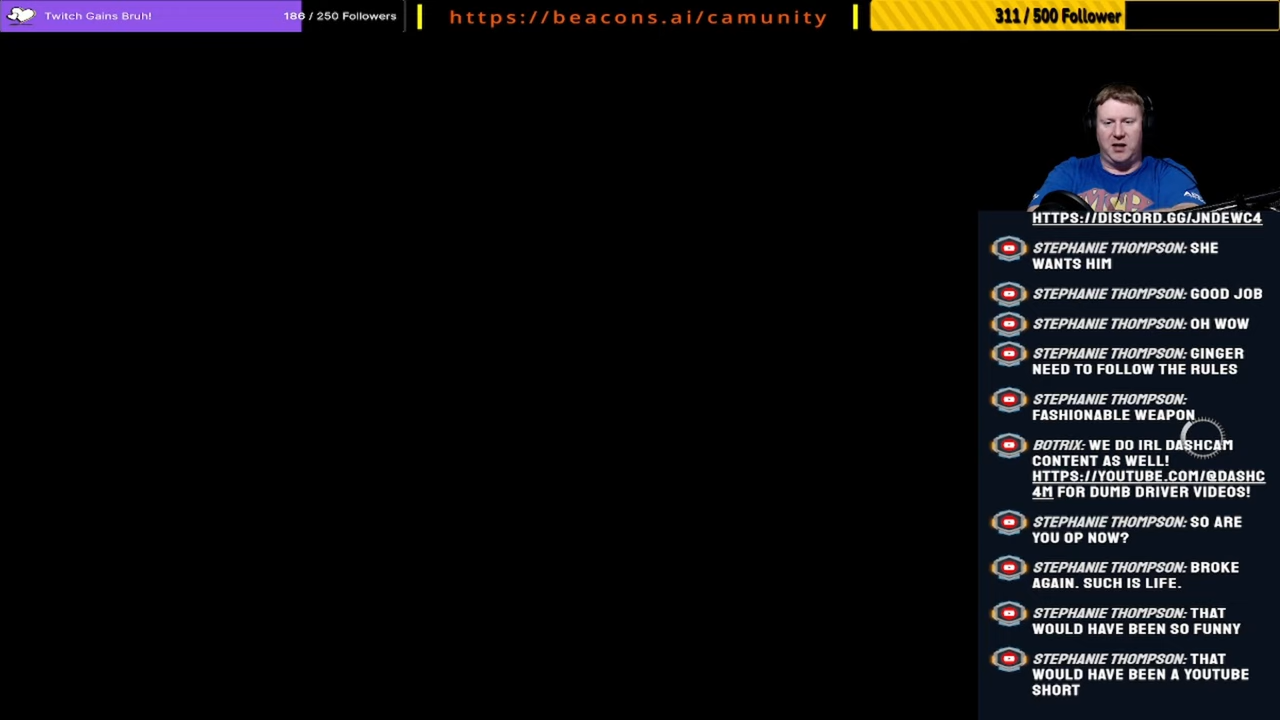 Twitch Gains Bruh!
186 / 250 Followers
https://beacons.ai/camunity
311 / 500 Follower
HTTPS://DISCORD.GG/JNDEWC4
STEPHANIE THOMPSON: SHE
WANTS HIM
STEPHANIE THOMPSON: GOOD JOB
STEPHANIE THOMPSON: OH WOW
STEPHANIE THOMPSON: GINGER
NEED TO FOLLOW THE RULES
STEPHANIE THOMPSON:
FASHIONABLE WEAPON
BOTRIX: WE DO IRL DASHCAM
CONTENT AS WELL!
HTTPS://YOUTUBE.COM/@DASHC
4M FOR DUMB DRIVER VIDEOS!
STEPHANIE THOMPSON: SO ARE
YOU OP NOW?
STEPHANIE THOMPSON: BROKE
AGAIN. SUCH IS LIFE.
STEPHANIE THOMPSON: THAT
WOULD HAVE BEEN SO FUNNY
STEPHANIE THOMPSON: THAT
WOULD HAVE BEEN A YOUTUBE
SHORT